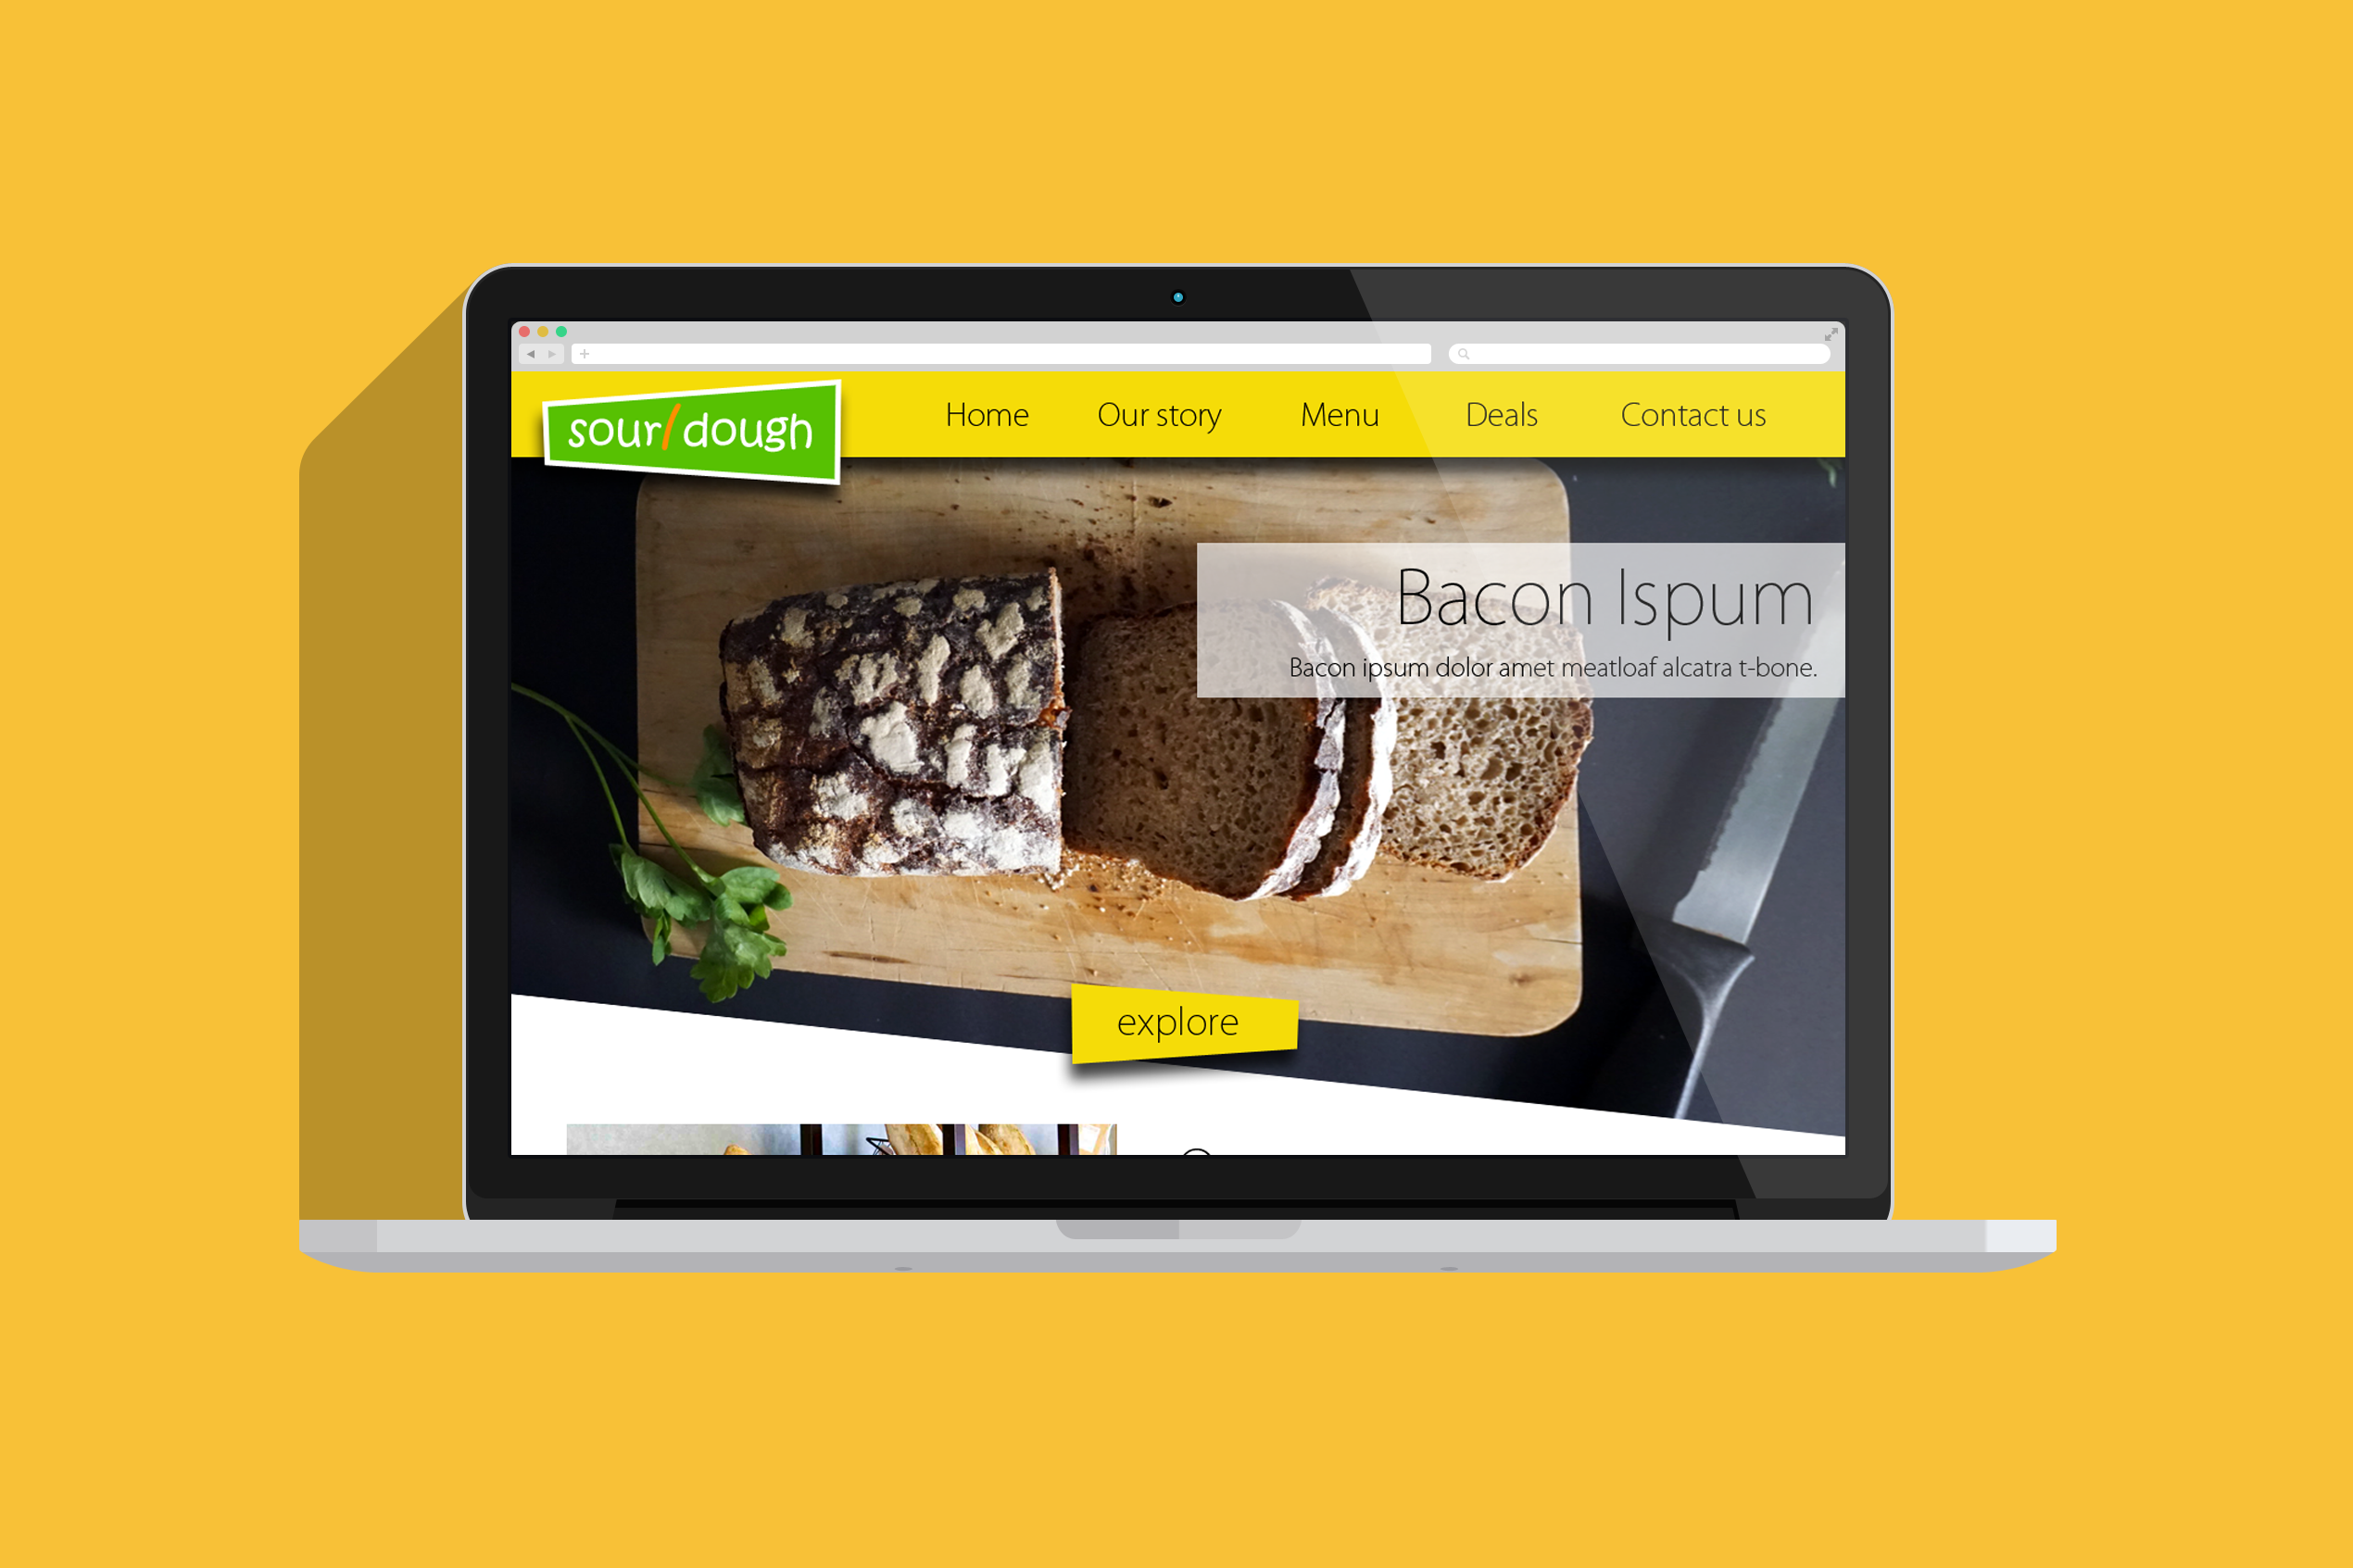 sour/dough
Home Our story Menu Deals Contact us
Bacon Ispum
Bacon ipsum dolor amet meatloaf alcatra t-bone.
explore